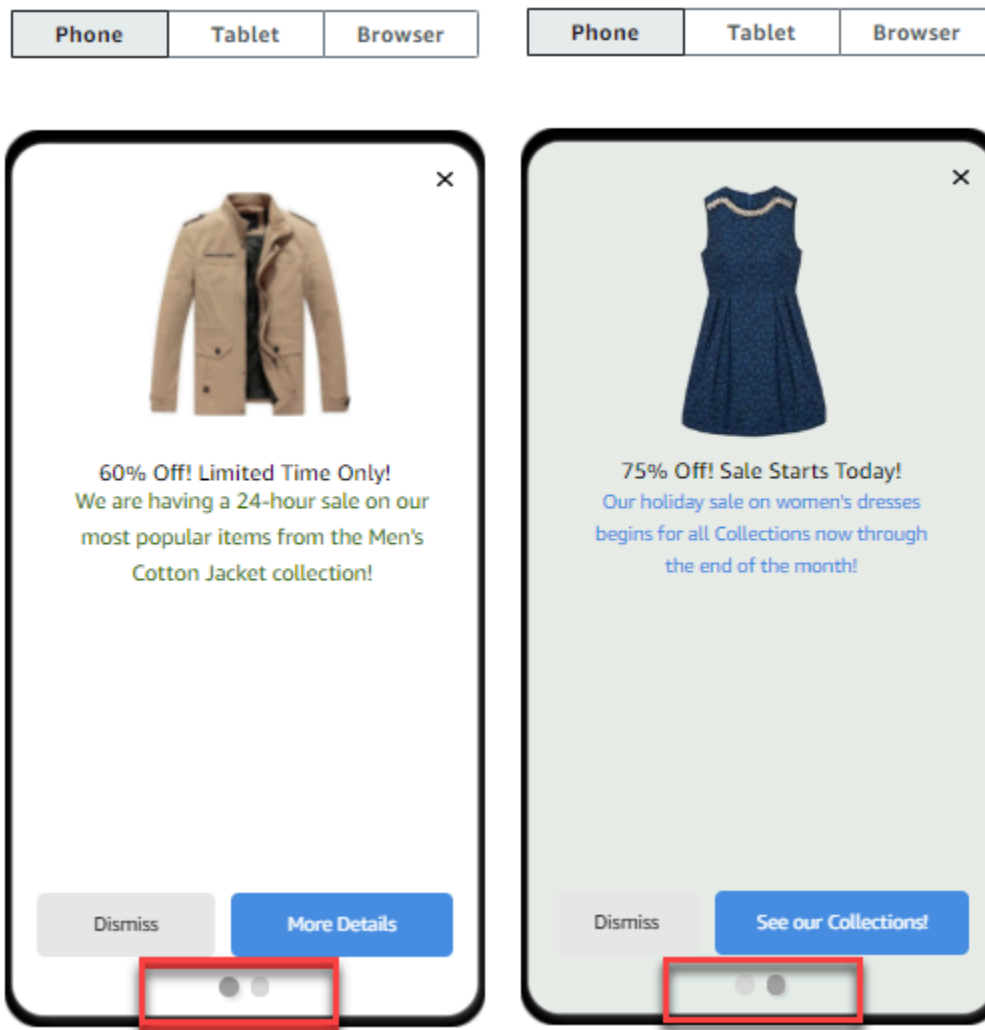 Phone Tablet Browser
60% Off! Limited Time Only!
We are having a 24-hour sale on our
most popular items from the Men's
Cotton Jacket collection!
Dismiss More Details
Phone Tablet Browser
75% Off! Sale Starts Today!
Our holiday sale on women's dresses
begins for all Collections now through
the end of the month!
Dismiss See our Collections!